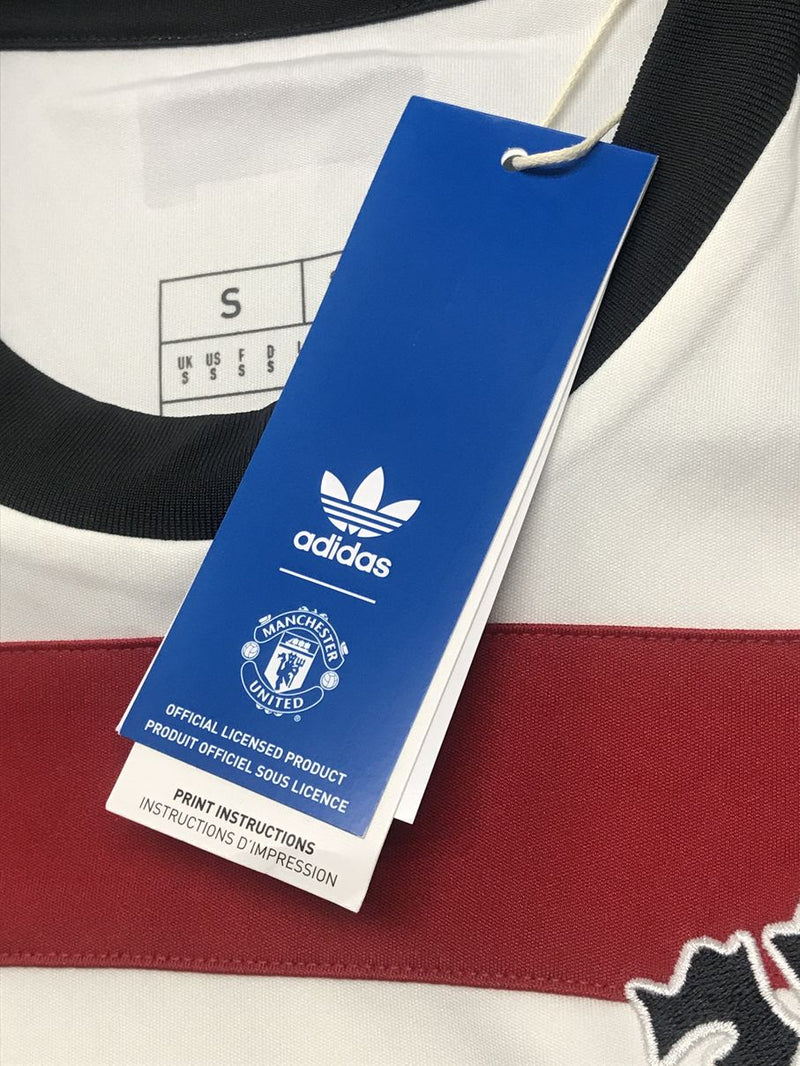 S
UK US F D
S S S S
adidas
MANCHESTER
UNITED
®
OFFICIAL LICENSED PRODUCT
PRODUIT OFFICIEL SOUS LICENCE
PRINT INSTRUCTIONS
INSTRUCTIONS D'IMPRESSION